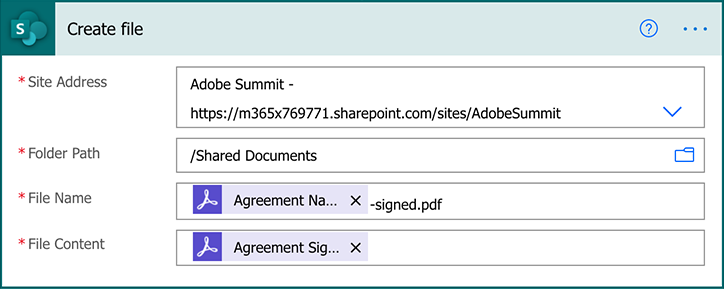 S Create file ? ...
*Site Address
Adobe Summit -
https://m365x769771.sharepoint.com/sites/AdobeSummit
*Folder Path
/Shared Documents
*File Name
Agreement Na... × -signed.pdf
*File Content
Agreement Sig... ×